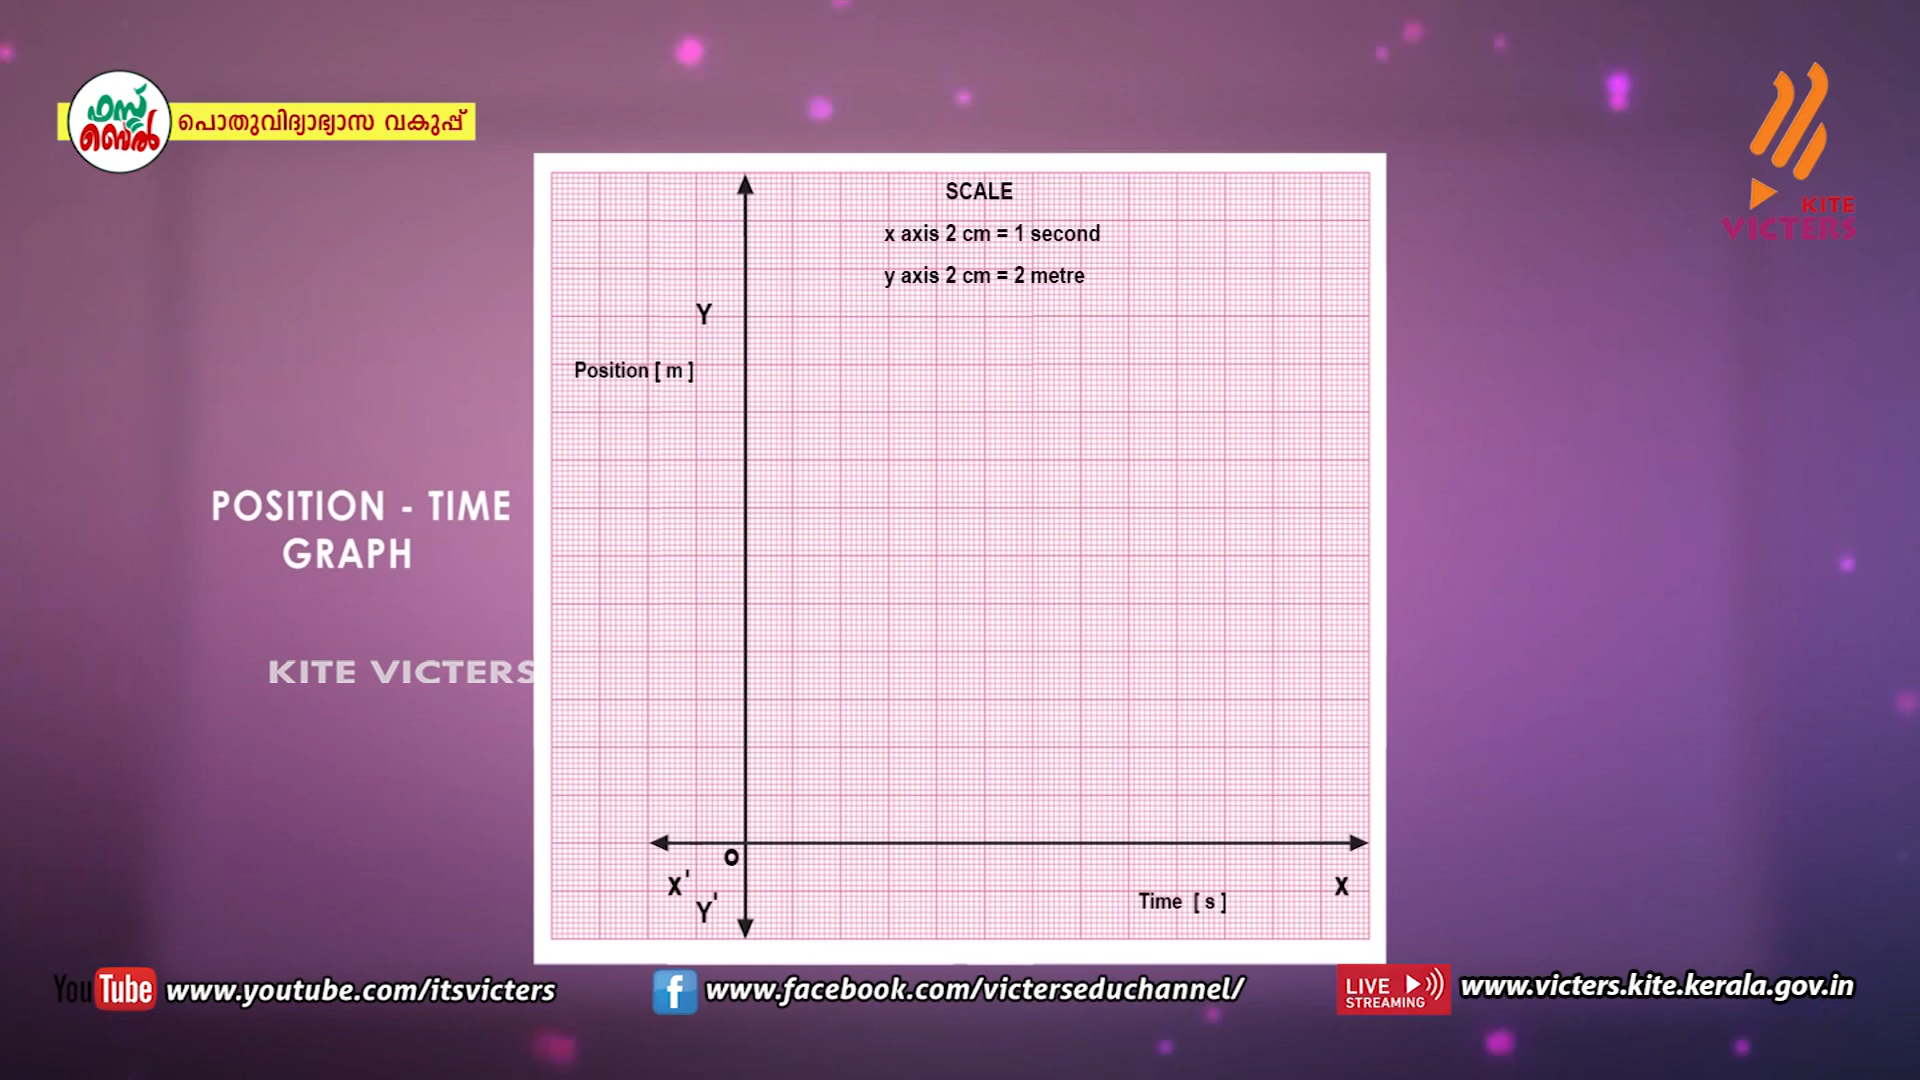 ഫസ്റ്റ്
ബെൽ
പൊതുവിദ്യാഭ്യാസ വകുപ്പ്
KITE
VICTERS
SCALE
x axis 2 cm = 1 second
y axis 2 cm = 2 metre
Y
Position [ m ]
POSITION - TIME
GRAPH
KITE VICTERS
O
X'
Y'
Time [ s ]
X
YouTube www.youtube.com/itsvicters
f www.facebook.com/victerseduchannel/
LIVE
STREAMING
www.victers.kite.kerala.gov.in